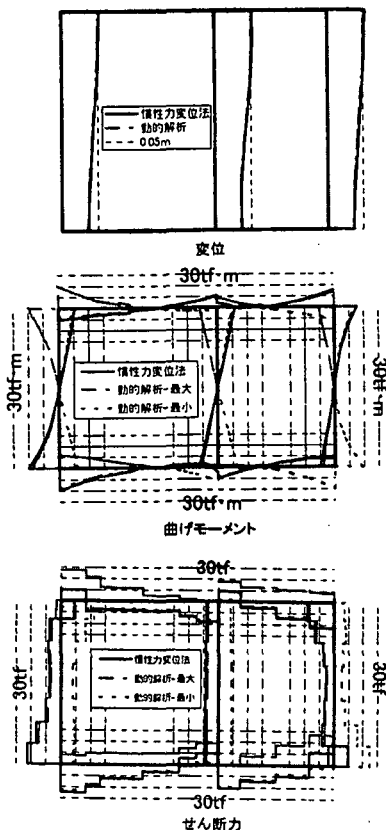 慣性力変位法
動的解析
0.05m
変位
30tf·m
30tf·m
慣性力変位法
動的解析-最大
動的解析-最小
30tf·m
30tf·m
曲げモーメント
30tf
30tf
慣性力変位法
動的解析-最大
動的解析-最小
30tf
30tf
せん断力